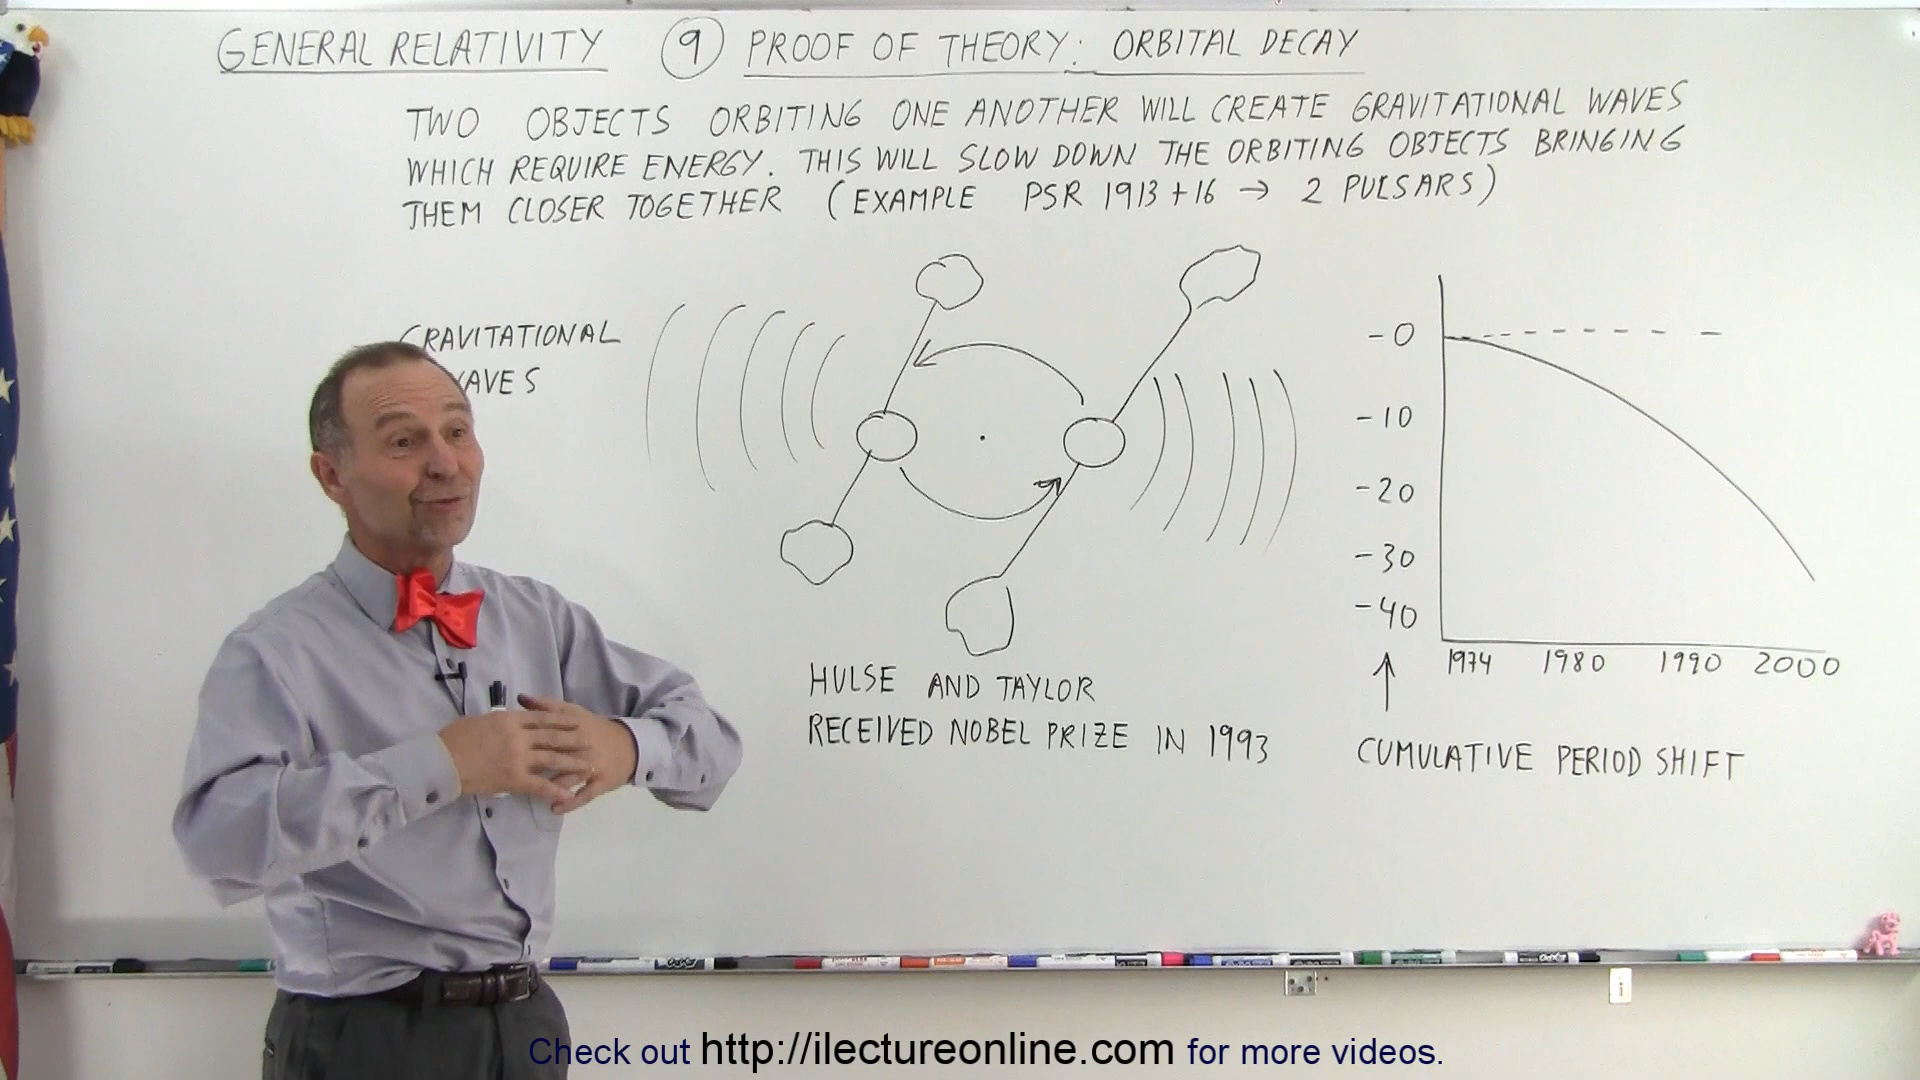 GENERAL RELATIVITY 9 PROOF OF THEORY: ORBITAL DECAY
TWO OBJECTS ORBITING ONE ANOTHER WILL CREATE GRAVITATIONAL WAVES
WHICH REQUIRE ENERGY. THIS WILL SLOW DOWN THE ORBITING OBJECTS BRINGING
THEM CLOSER TOGETHER (EXAMPLE PSR 1913+16 → 2 PULSARS)
GRAVITATIONAL
WAVES
HULSE AND TAYLOR
RECEIVED NOBEL PRIZE IN 1993
-0
-10
-20
-30
-40
1974 1980 1990 2000
CUMULATIVE PERIOD SHIFT
Check out http://ilectureonline.com for more videos.